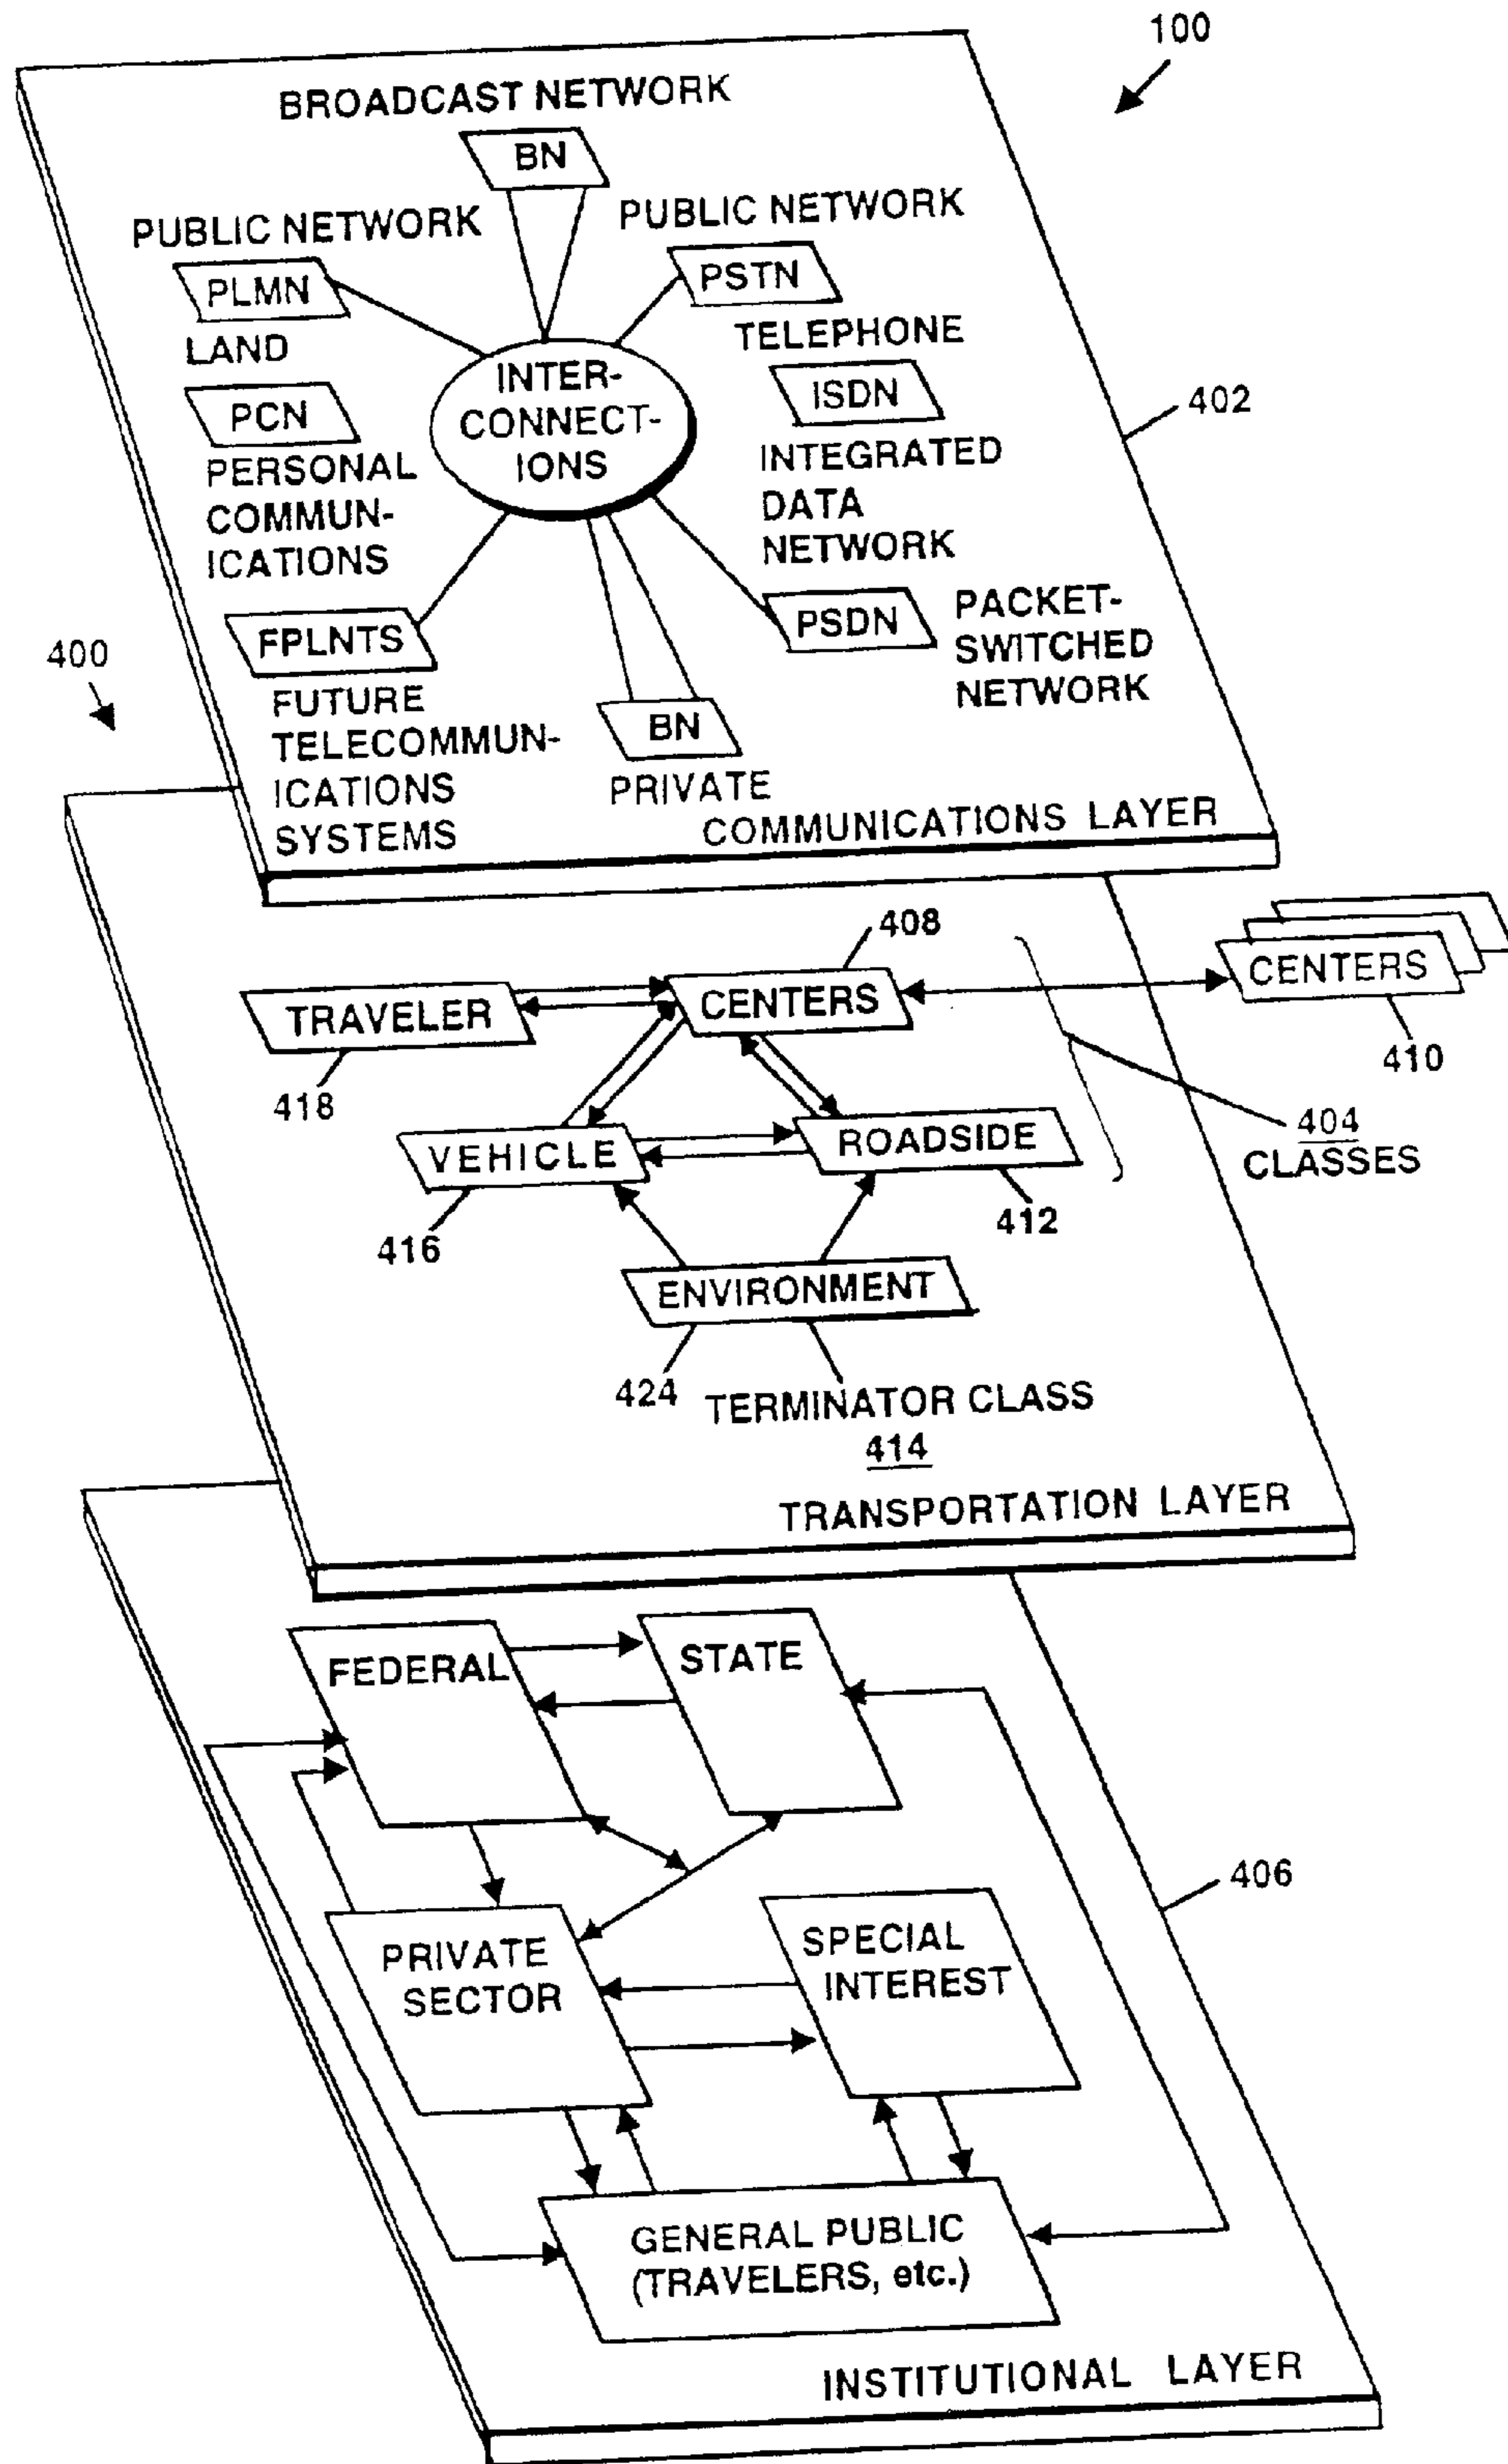 100
BROADCAST NETWORK
BN
PUBLIC NETWORK
PLMN
LAND
PCN
PERSONAL
COMMUN-
ICATIONS
FPLNTS
FUTURE
TELECOMMUN-
ICATIONS
SYSTEMS
INTER-
CONNECT-
IONS
PUBLIC NETWORK
PSTN
TELEPHONE
ISDN
INTEGRATED
DATA
NETWORK
PSDN
PACKET-
SWITCHED
NETWORK
BN
PRIVATE
COMMUNICATIONS LAYER
402
400
408
TRAVELER
418
CENTERS
CENTERS
410
VEHICLE
416
ROADSIDE
412
404
CLASSES
ENVIRONMENT
424
TERMINATOR CLASS
414
TRANSPORTATION LAYER
FEDERAL
STATE
406
PRIVATE
SECTOR
SPECIAL
INTEREST
GENERAL PUBLIC
(TRAVELERS, etc.)
INSTITUTIONAL LAYER